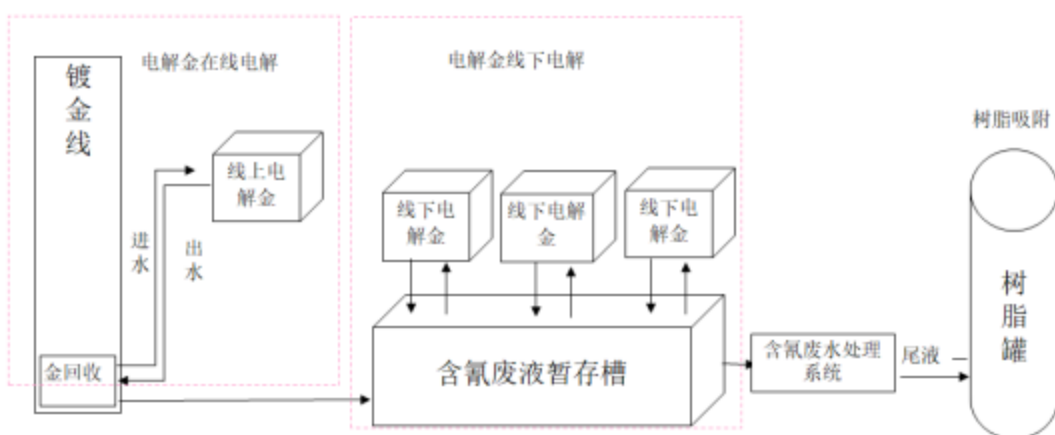 电解金在线电解
电解金线下电解
镀
金
线
树脂吸附
线上电
解金
线下电
解金
线下电解
金
线下电
解金
进
水
出
水
树
脂
罐
金回收
含氰废液暂存槽
含氰废水处理
系统
尾液